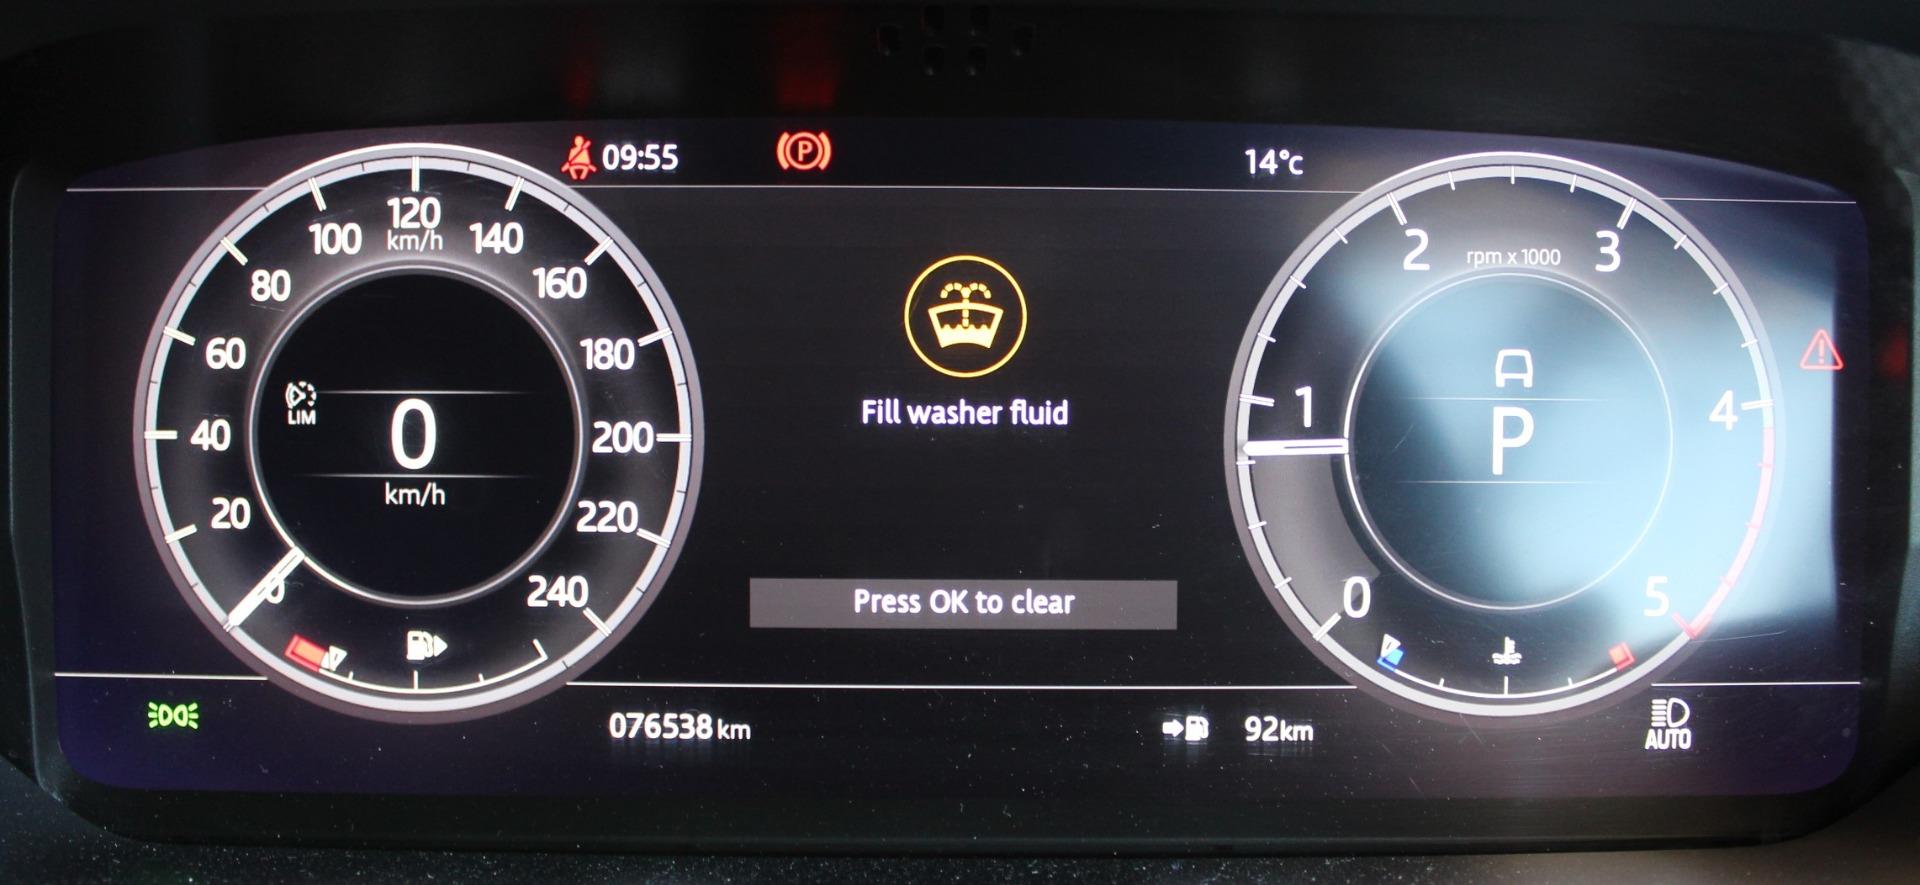 09:55
P
14°c
120
km/h
100
140
80
160
60
180
40
200
20
220
0
240
LIM
0
km/h
Fill washer fluid
Press OK to clear
2
rpm x 1000
3
1
4
0
5
P
076538 km
92km
AUTO